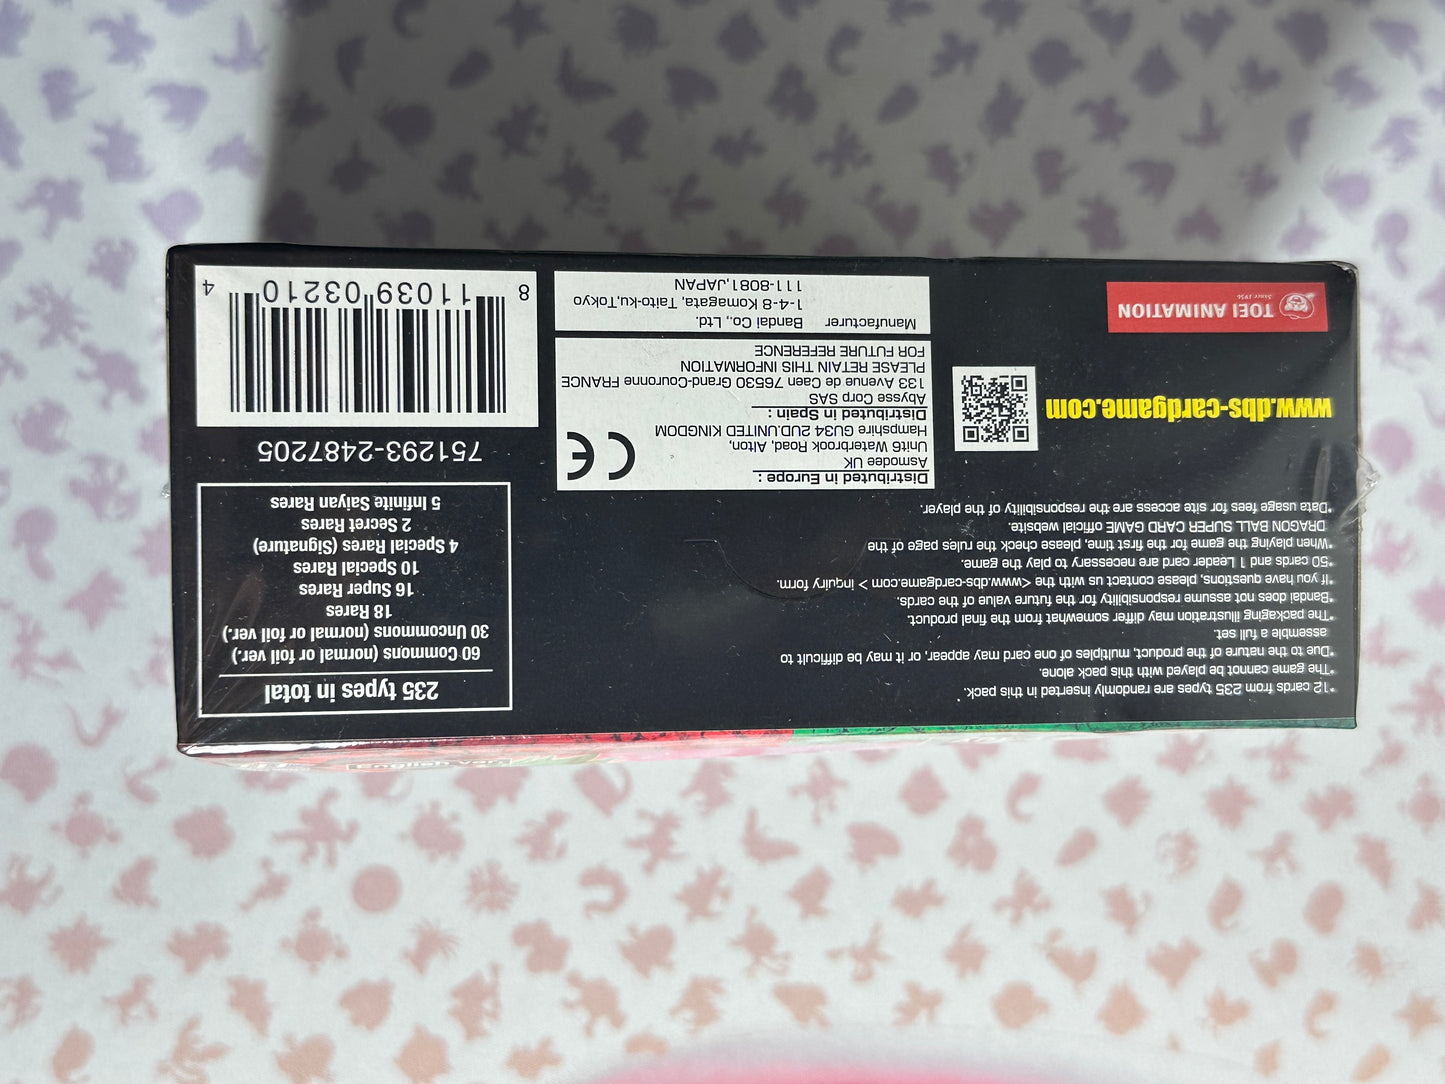 *12 cards from 235 types are randomly inserted in this pack.
*The game cannot be played with this pack alone.
*Due to the nature of the product, multiples of one card may appear, or it may be difficult to
assemble a full set.
*The packaging illustration may differ somewhat from the final product.
*Bandai does not assume responsibility for the future value of the cards.
*If you have questions, please contact us with the <www.dbs-cardgame.com > inquiry form.
*50 cards and 1 Leader card are necessary to play the game.
*When playing the game for the first time, please check the rules page of the
DRAGON BALL SUPER CARD GAME official website.
*Data usage fees for site access are the responsibility of the player.
www.dbs-cardgame.com
TOEI ANIMATION
Since 1956
Distributed in Europe :
Asmodee UK
Unit6 Waterbrook Road, Alton,
Hampshire GU34 2UD.UNITED KINGDOM
Distributed in Spain :
Abysse Corp SAS
133 Avenue de Caen 76530 Grand-Couronne FRANCE
PLEASE RETAIN THIS INFORMATION
FOR FUTURE REFERENCE
CE
Manufacturer Bandai Co., Ltd.
1-4-8 Komagata, Taito-ku,Tokyo
111-8081,JAPAN
235 types in total
60 Commons (normal or foil ver.)
30 Uncommons (normal or foil ver.)
18 Rares
16 Super Rares
10 Special Rares
4 Special Rares (Signature)
2 Secret Rares
5 Infinite Saiyan Rares
751293-2487205
8 11039 03210 4